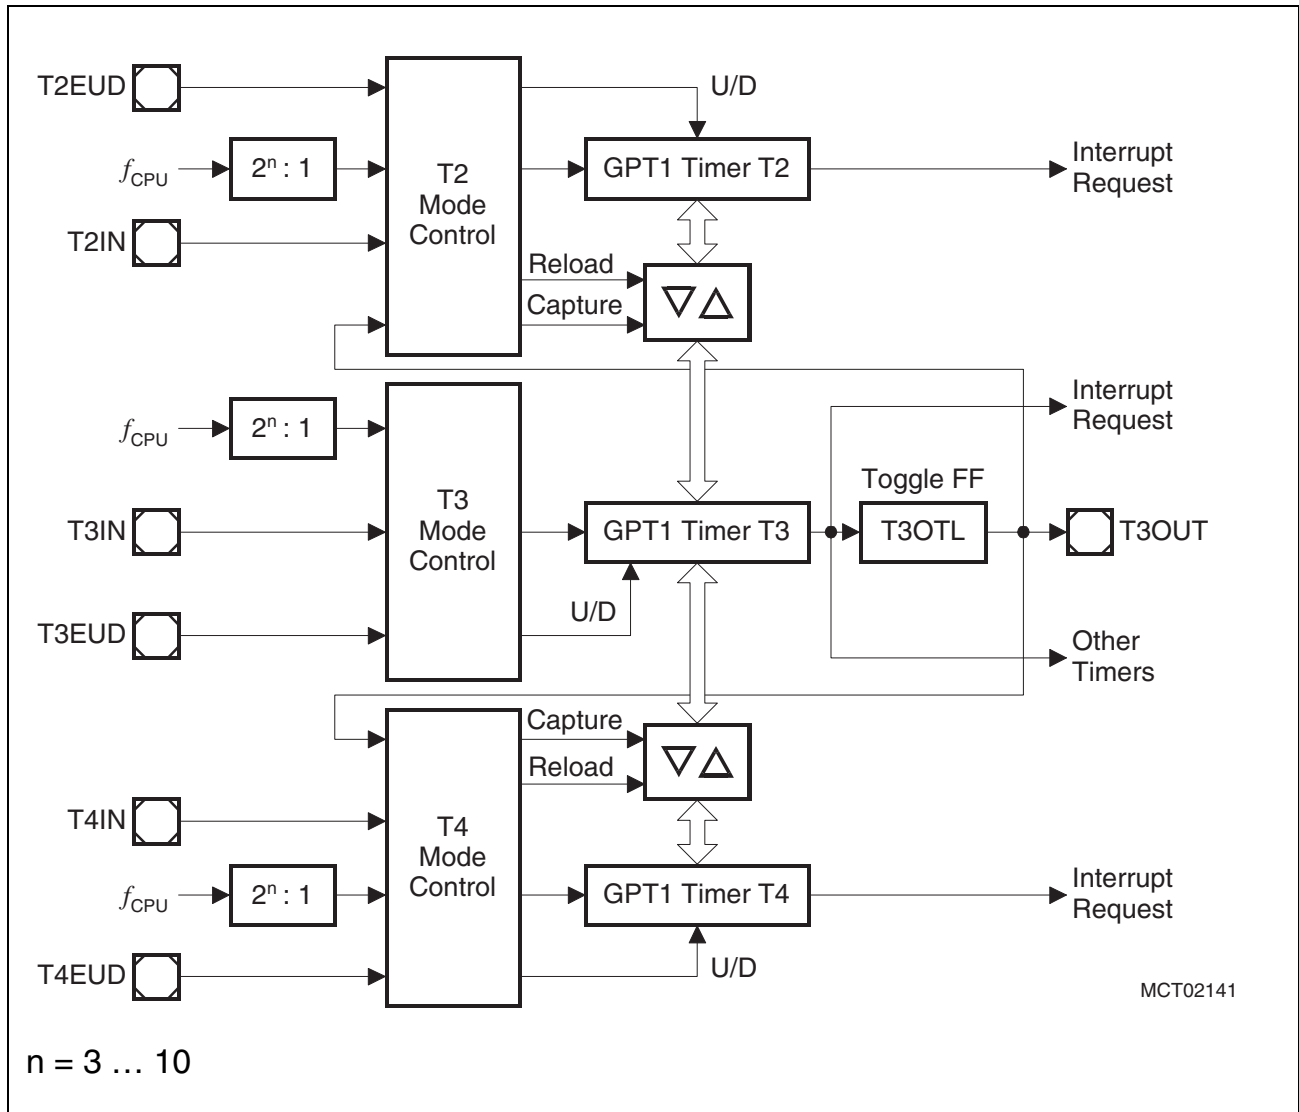 T2EUD
U/D
fCPU
2ⁿ : 1
T2
Mode
Control
GPT1 Timer T2
Interrupt
Request
T2IN
Reload
Capture
fCPU
2ⁿ : 1
Interrupt
Request
T3IN
T3
Mode
Control
GPT1 Timer T3
Toggle FF
T3OTL
T3OUT
T3EUD
U/D
Other
Timers
Capture
Reload
T4IN
T4
Mode
Control
fCPU
2ⁿ : 1
GPT1 Timer T4
Interrupt
Request
T4EUD
U/D
MCT02141
n = 3 … 10